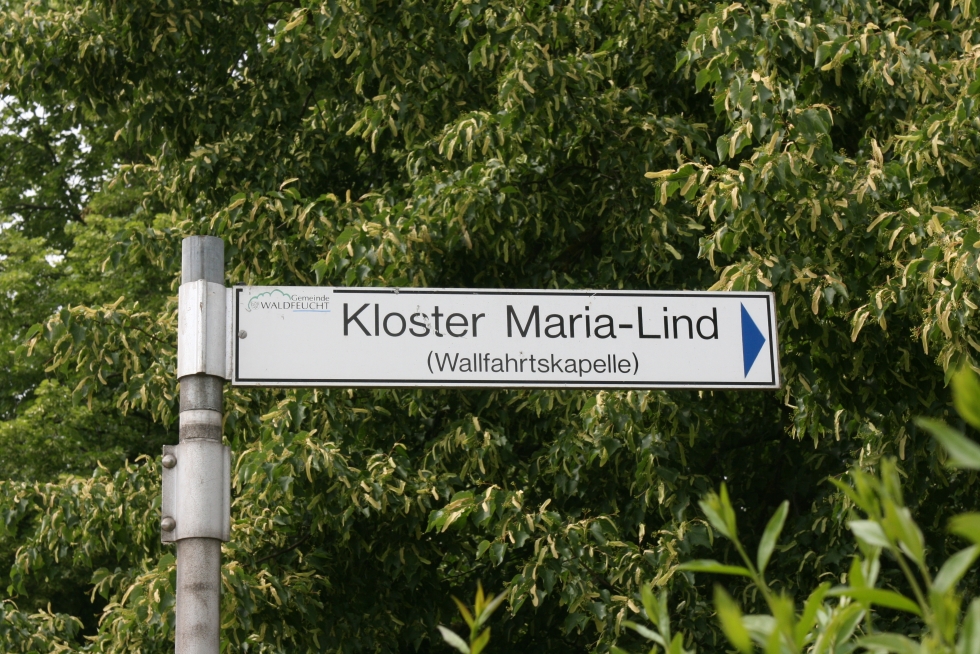 Gemeinde
WALDFEUCHT
Kloster Maria-Lind
(Wallfahrtskapelle)